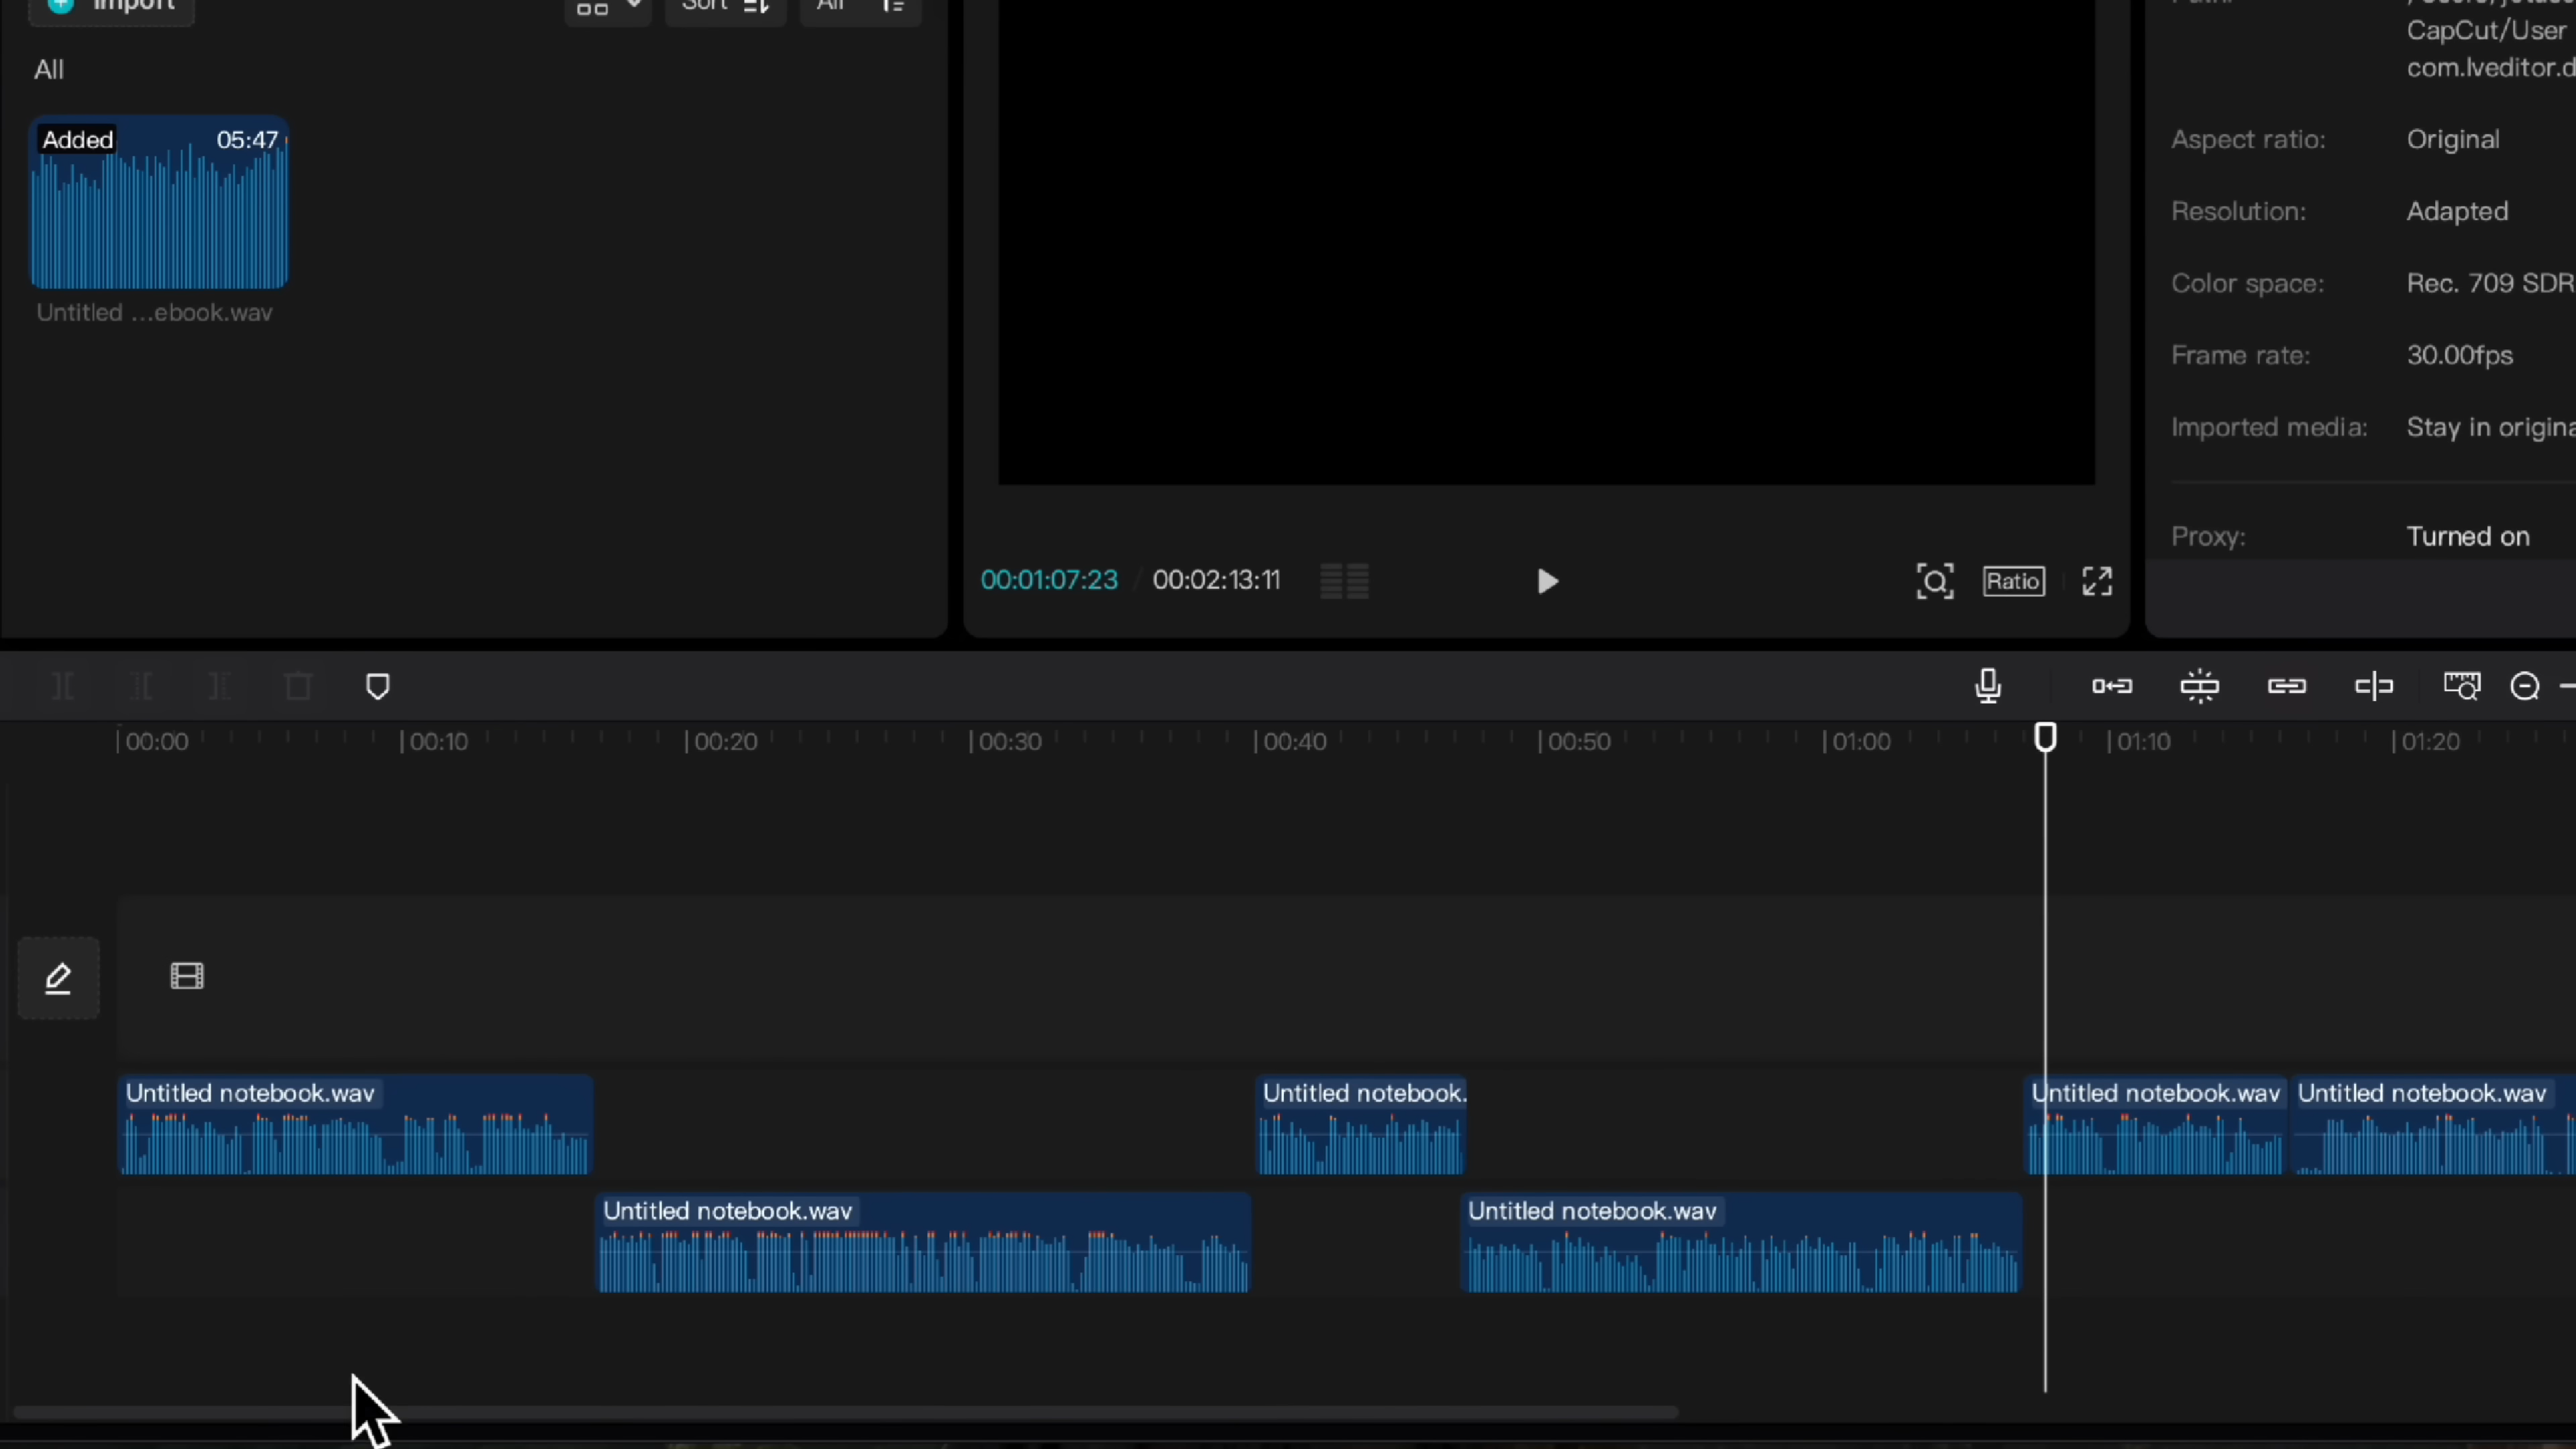 Import
Sort
All
All
Added 05:47
Untitled ...ebook.wav
00:01:07:23 / 00:02:13:11
Ratio
CapCut/User
com.lveditor.d
Aspect ratio: Original
Resolution: Adapted
Color space: Rec. 709 SDR
Frame rate: 30.00fps
Imported media: Stay in origina
Proxy: Turned on
00:00 00:10 00:20 00:30 00:40 00:50 01:00 01:10 01:20
Untitled notebook.wav Untitled notebook. Untitled notebook.wav Untitled notebook.wav
Untitled notebook.wav Untitled notebook.wav